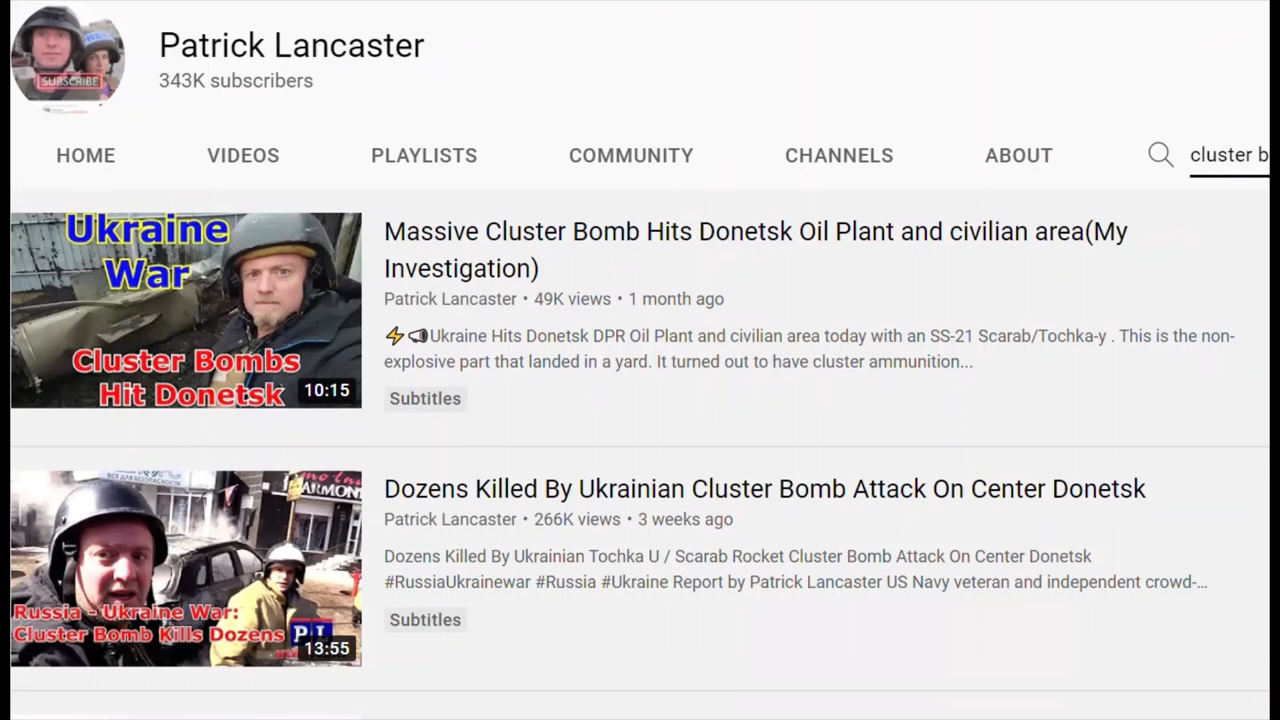 Patrick Lancaster
343K subscribers
SUBSCRIBE
HOME VIDEOS PLAYLISTS COMMUNITY CHANNELS ABOUT cluster b
Ukraine
War
Cluster Bombs
Hit Donetsk
10:15
Massive Cluster Bomb Hits Donetsk Oil Plant and civilian area(My
Investigation)
Patrick Lancaster • 49K views • 1 month ago
⚡📢Ukraine Hits Donetsk DPR Oil Plant and civilian area today with an SS-21 Scarab/Tochka-y . This is the non-
explosive part that landed in a yard. It turned out to have cluster ammunition...
Subtitles
Russia - Ukraine War:
Cluster Bomb Kills Dozens
13:55
Dozens Killed By Ukrainian Cluster Bomb Attack On Center Donetsk
Patrick Lancaster • 266K views • 3 weeks ago
Dozens Killed By Ukrainian Tochka U / Scarab Rocket Cluster Bomb Attack On Center Donetsk
#RussiaUkrainewar #Russia #Ukraine Report by Patrick Lancaster US Navy veteran and independent crowd-...
Subtitles